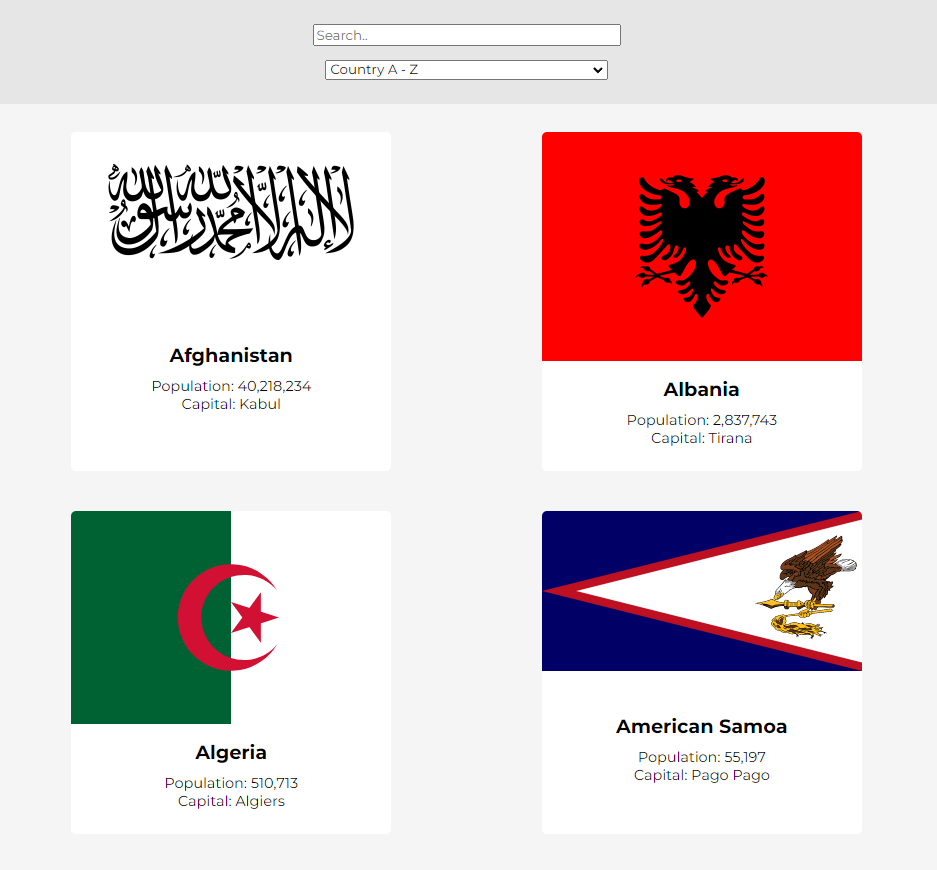 Search..
Country A - Z
لا إله إلا الله محمد رسول الله
Afghanistan
Population: 40,218,234
Capital: Kabul
Albania
Population: 2,837,743
Capital: Tirana
Algeria
Population: 510,713
Capital: Algiers
American Samoa
Population: 55,197
Capital: Pago Pago